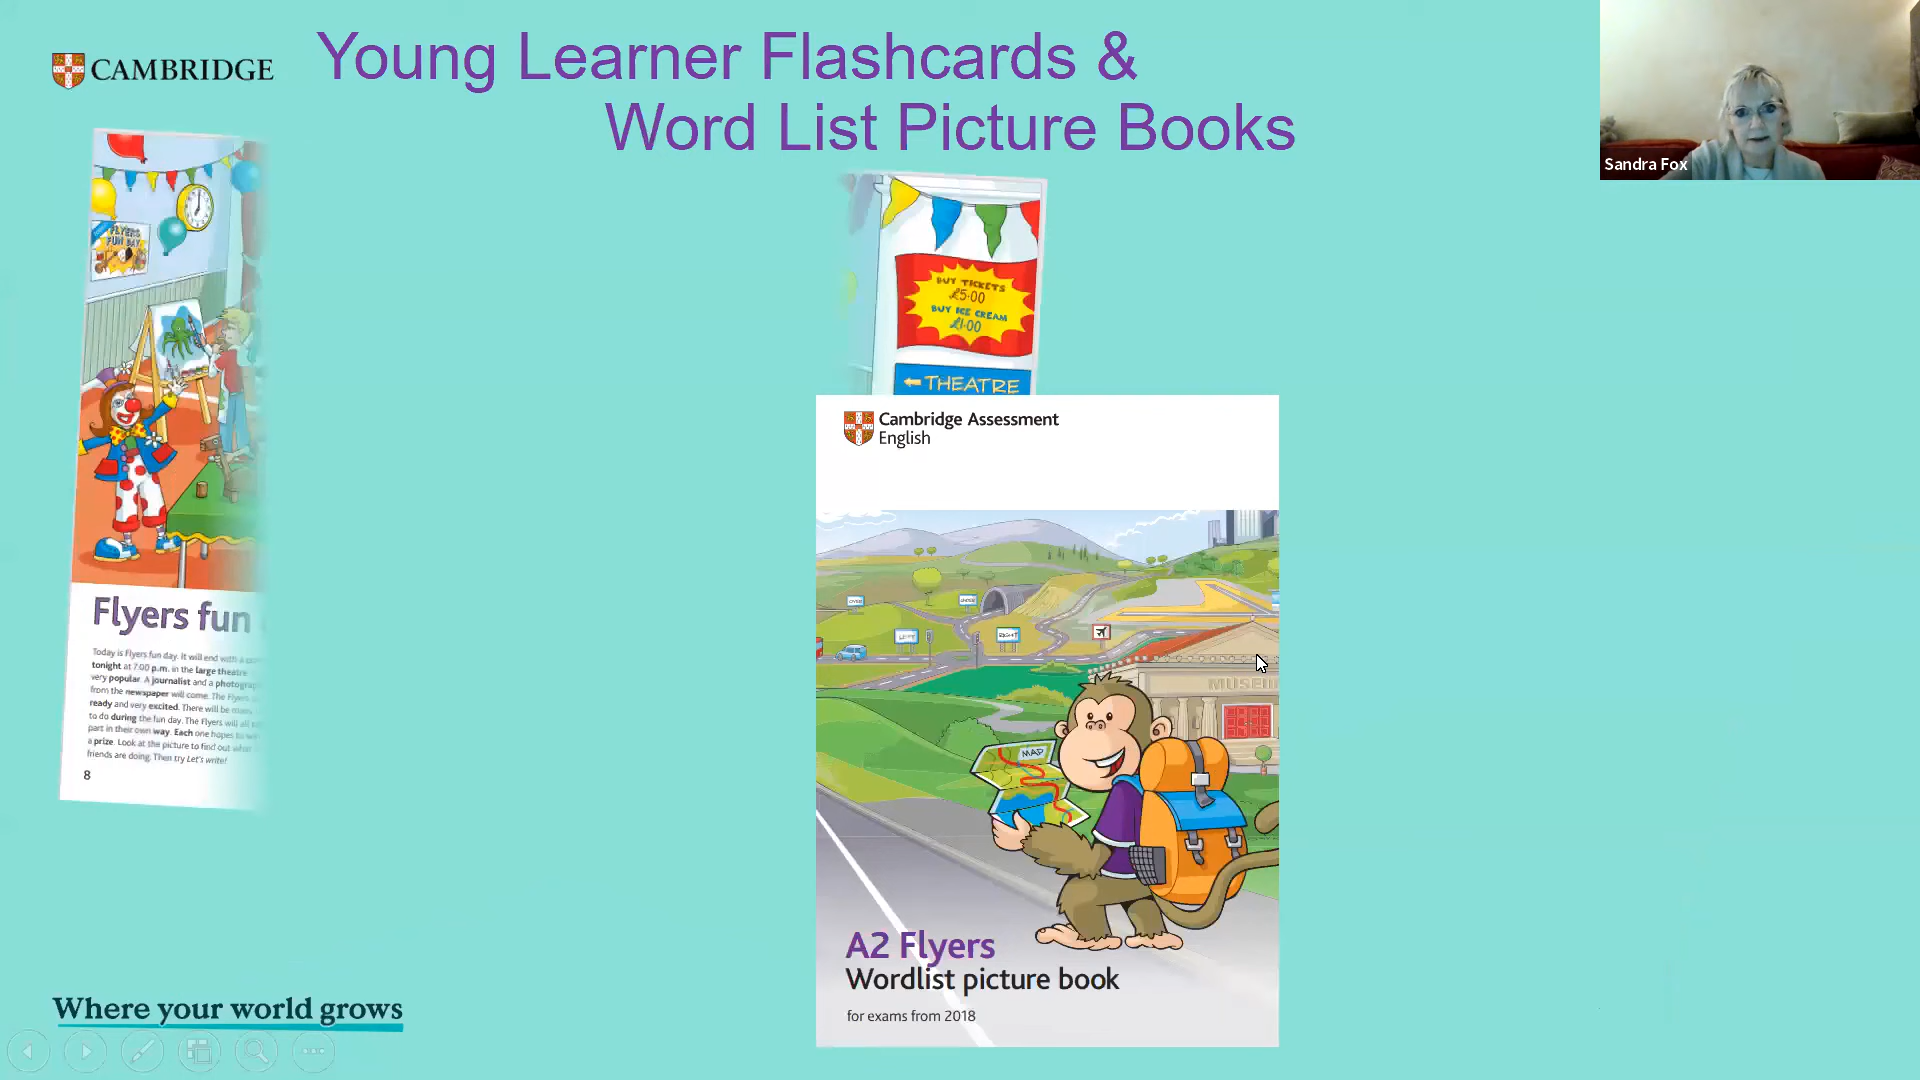 CAMBRIDGE
Young Learner Flashcards &
Word List Picture Books
Sandra Fox
FLYERS
FUN DAY
BUY TICKETS
£5·00
BUY ICE CREAM
£1·00
THEATRE
Cambridge Assessment
English
LEFT
RIGHT
MUSEUM
MAP
Flyers fun
Today is Flyers fun day. It will end with a
tonight at 7.00 p.m. in the large theatre
very popular. A journalist and a photograp
from the newspaper will come. The Flyers
ready and very excited. There will be
to do during the fun day. The Flyers will all
part in their own way. Each one hopes to
a prize. Look at the picture to find out what
friends are doing. Then try Let's write!
8
A2 Flyers
Wordlist picture book
for exams from 2018
Where your world grows